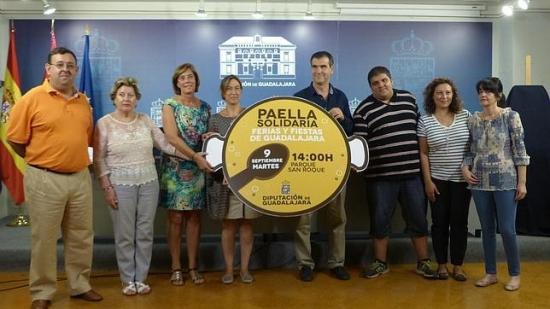 DIPUTACIÓN DE GUADALAJARA
PAELLA
SOLIDARIA
FERIAS Y FIESTAS
DE GUADALAJARA
9
SEPTIEMBRE
MARTES
14:00H
PARQUE
SAN ROQUE
DIPUTACIÓN DE
GUADALAJARA